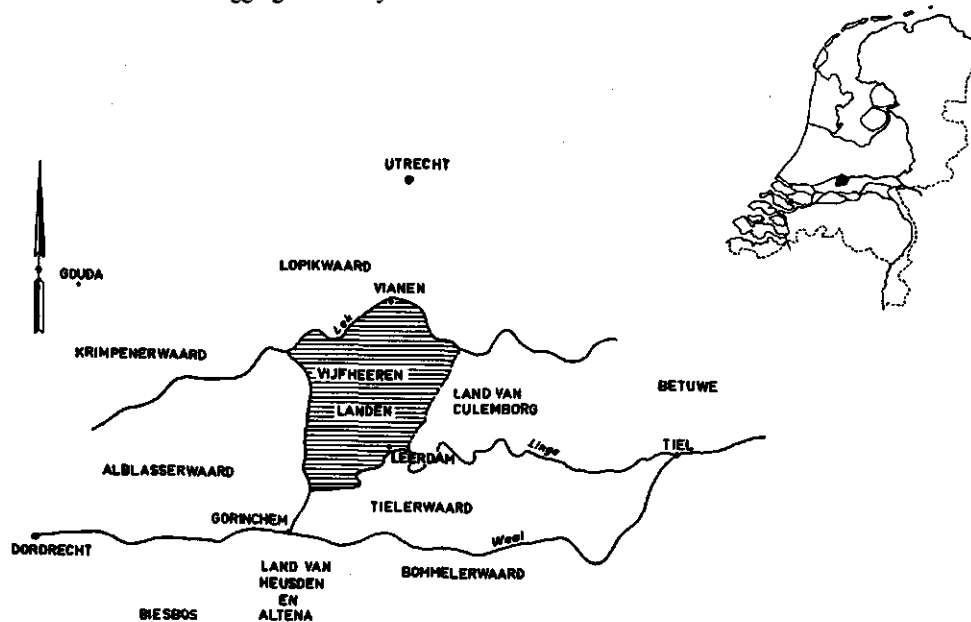 UTRECHT
LOPIKWAARD
GOUDA
VIANEN
Lek
KRIMPENERWAARD
VIJFHEEREN
BETUWE
LAND VAN
CULEMBORG
LANDEN
Linge
TIEL
LEERDAM
ALBLASSERWAARD
TIELERWAARD
GORINCHEM
Waal
DORDRECHT
LAND VAN
HEUSDEN
EN
ALTENA
BOMMELERWAARD
BIESBOS